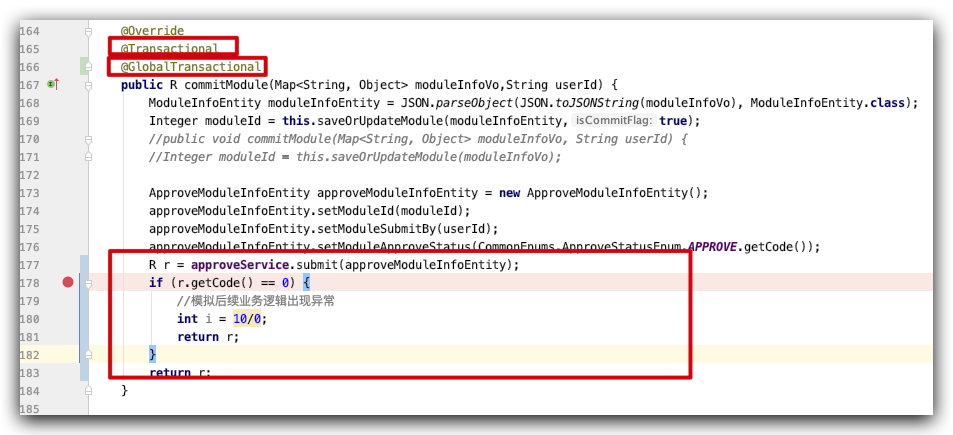 164 @Override
165 @Transactional
166 @GlobalTransactional
167 public R commitModule(Map<String, Object> moduleInfoVo,String userId) {
168 ModuleInfoEntity moduleInfoEntity = JSON.parseObject(JSON.toJSONString(moduleInfoVo), ModuleInfoEntity.class);
169 Integer moduleId = this.saveOrUpdateModule(moduleInfoEntity, isCommitFlag: true);
170 //public void commitModule(Map<String, Object> moduleInfoVo, String userId) {
171 //Integer moduleId = this.saveOrUpdateModule(moduleInfoVo);
172
173 ApproveModuleInfoEntity approveModuleInfoEntity = new ApproveModuleInfoEntity();
174 approveModuleInfoEntity.setModuleId(moduleId);
175 approveModuleInfoEntity.setModuleSubmitBy(userId);
176 approveModuleInfoEntity.setModuleApproveStatus(CommonEnums.ApproveStatusEnum.APPROVE.getCode());
177 R r = approveService.submit(approveModuleInfoEntity);
178 if (r.getCode() == 0) {
179 //模拟后续业务逻辑出现异常
180 int i = 10/0;
181 return r;
182 }
183 return r;
184 }
185